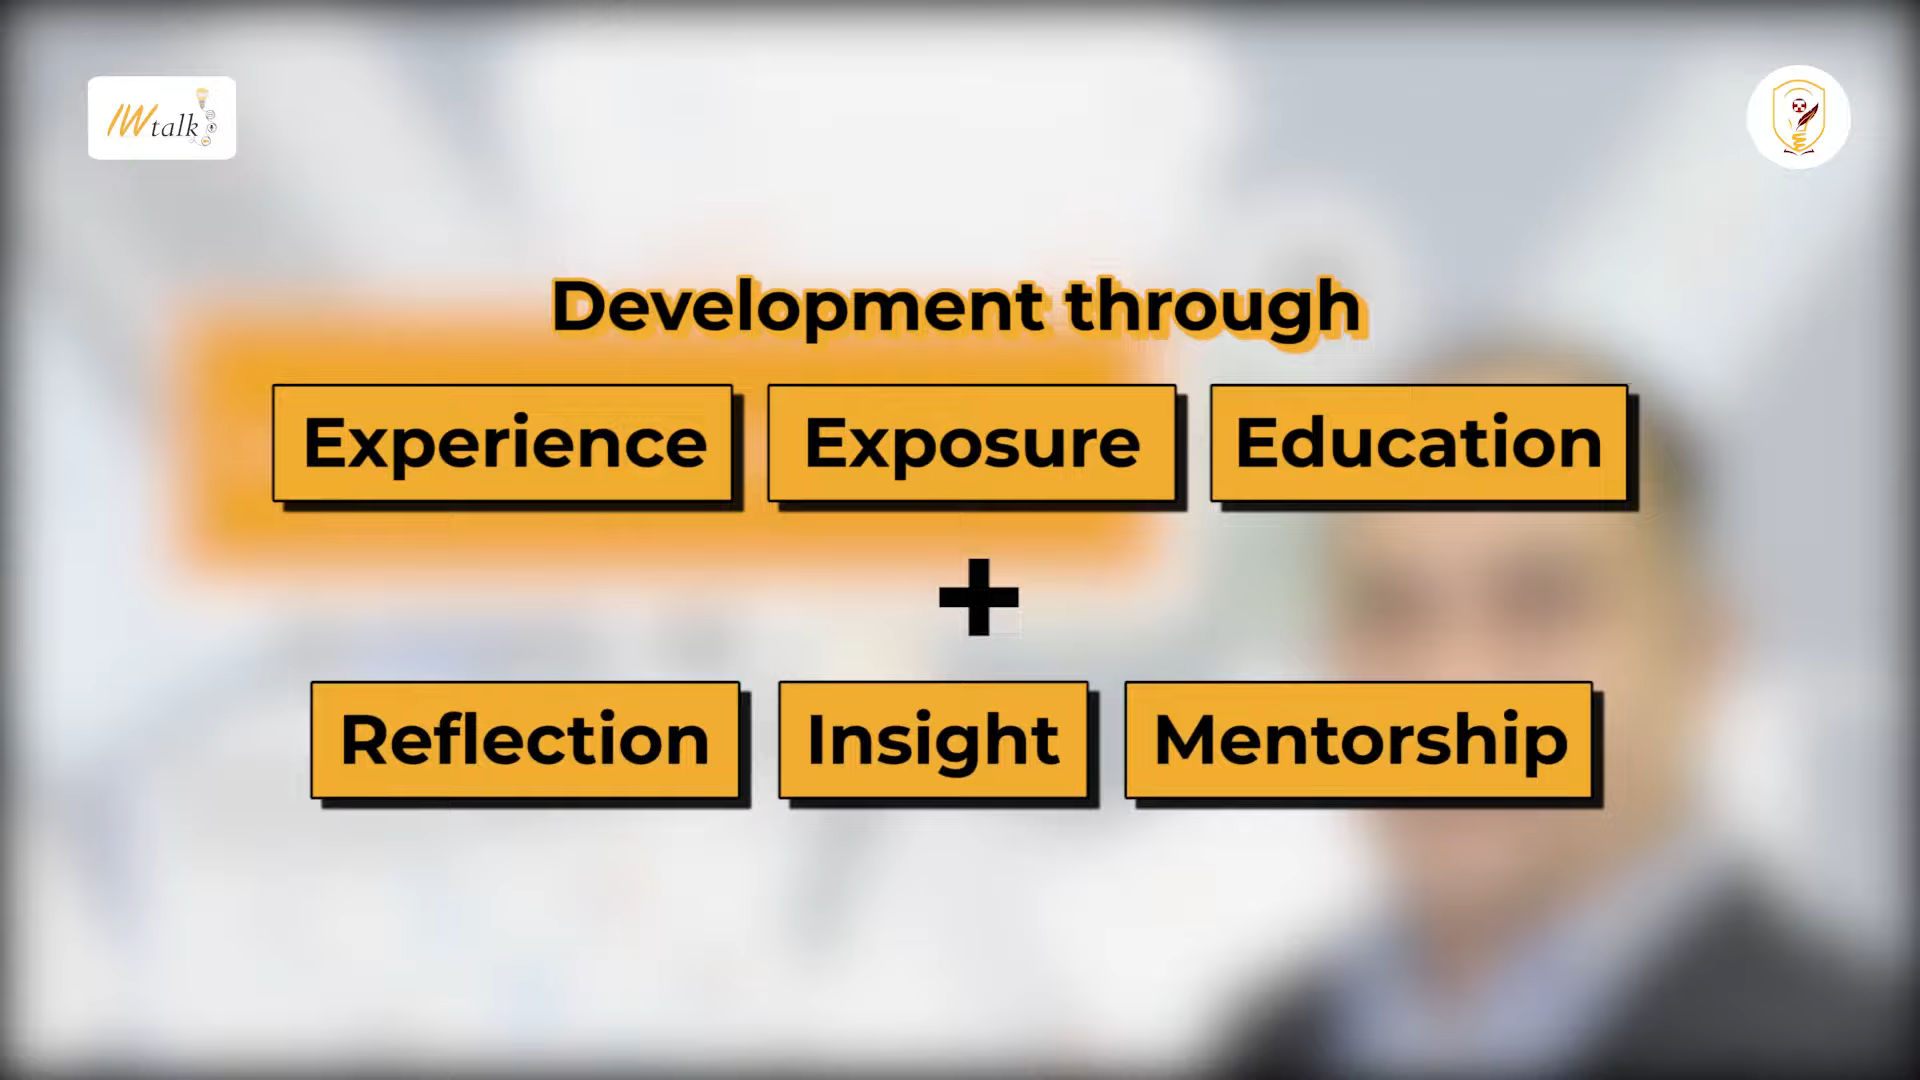 IWtalk
Development through
Experience Exposure Education
+
Reflection Insight Mentorship